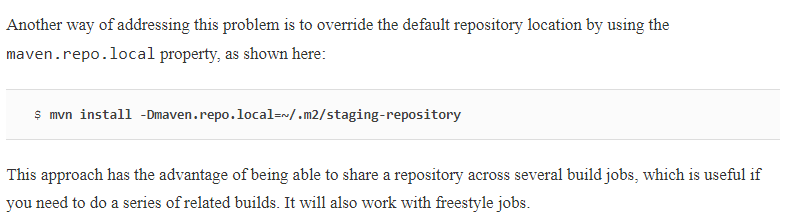 Another way of addressing this problem is to override the default repository location by using the
maven.repo.local property, as shown here:
$ mvn install -Dmaven.repo.local=~/.m2/staging-repository
This approach has the advantage of being able to share a repository across several build jobs, which is useful if
you need to do a series of related builds. It will also work with freestyle jobs.